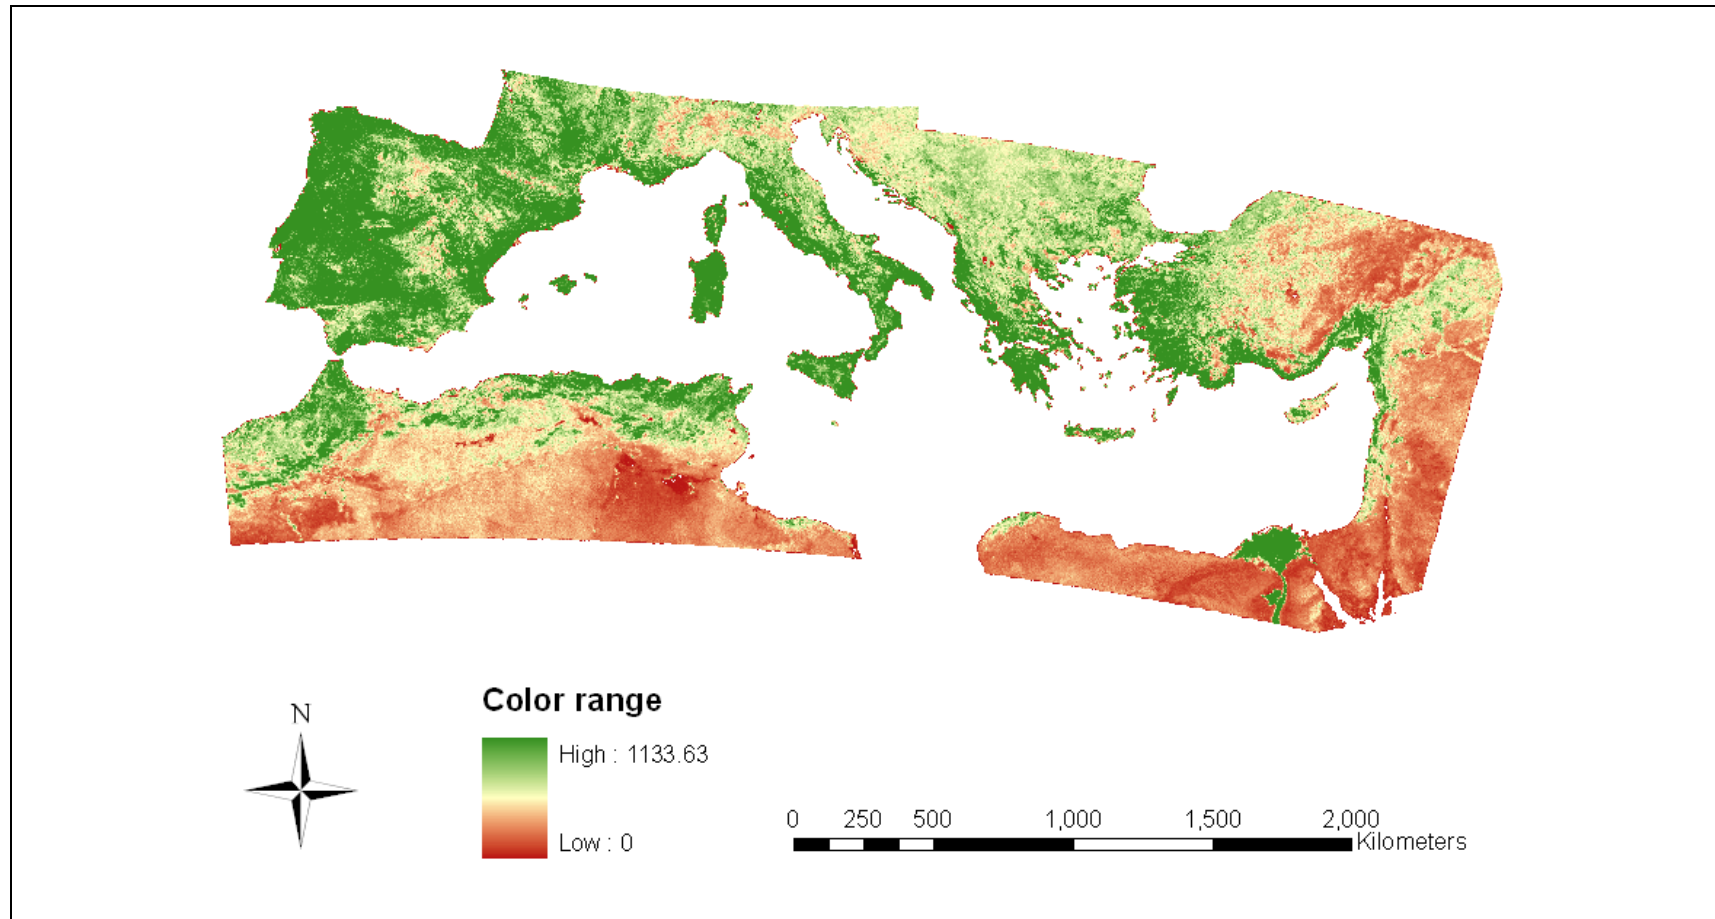 N
Color range
High : 1133.63
Low : 0
0 250 500 1,000 1,500 2,000
Kilometers